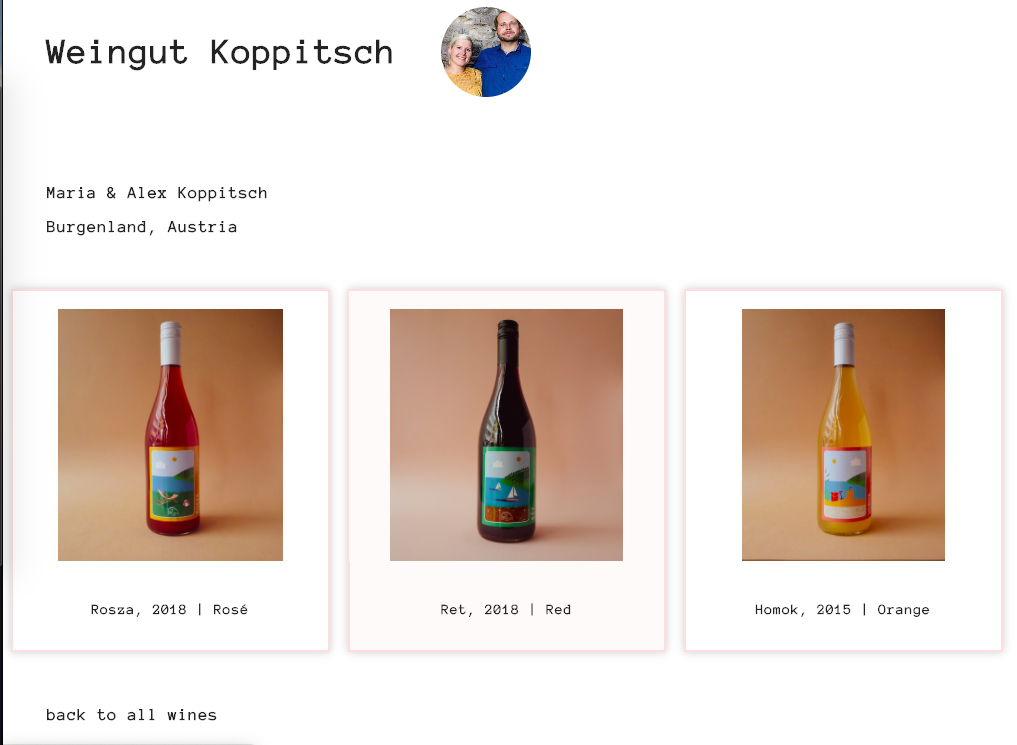 Weingut Koppitsch
Maria & Alex Koppitsch
Burgenland, Austria
Rosza, 2018 | Rosé
Ret, 2018 | Red
Homok, 2015 | Orange
back to all wines